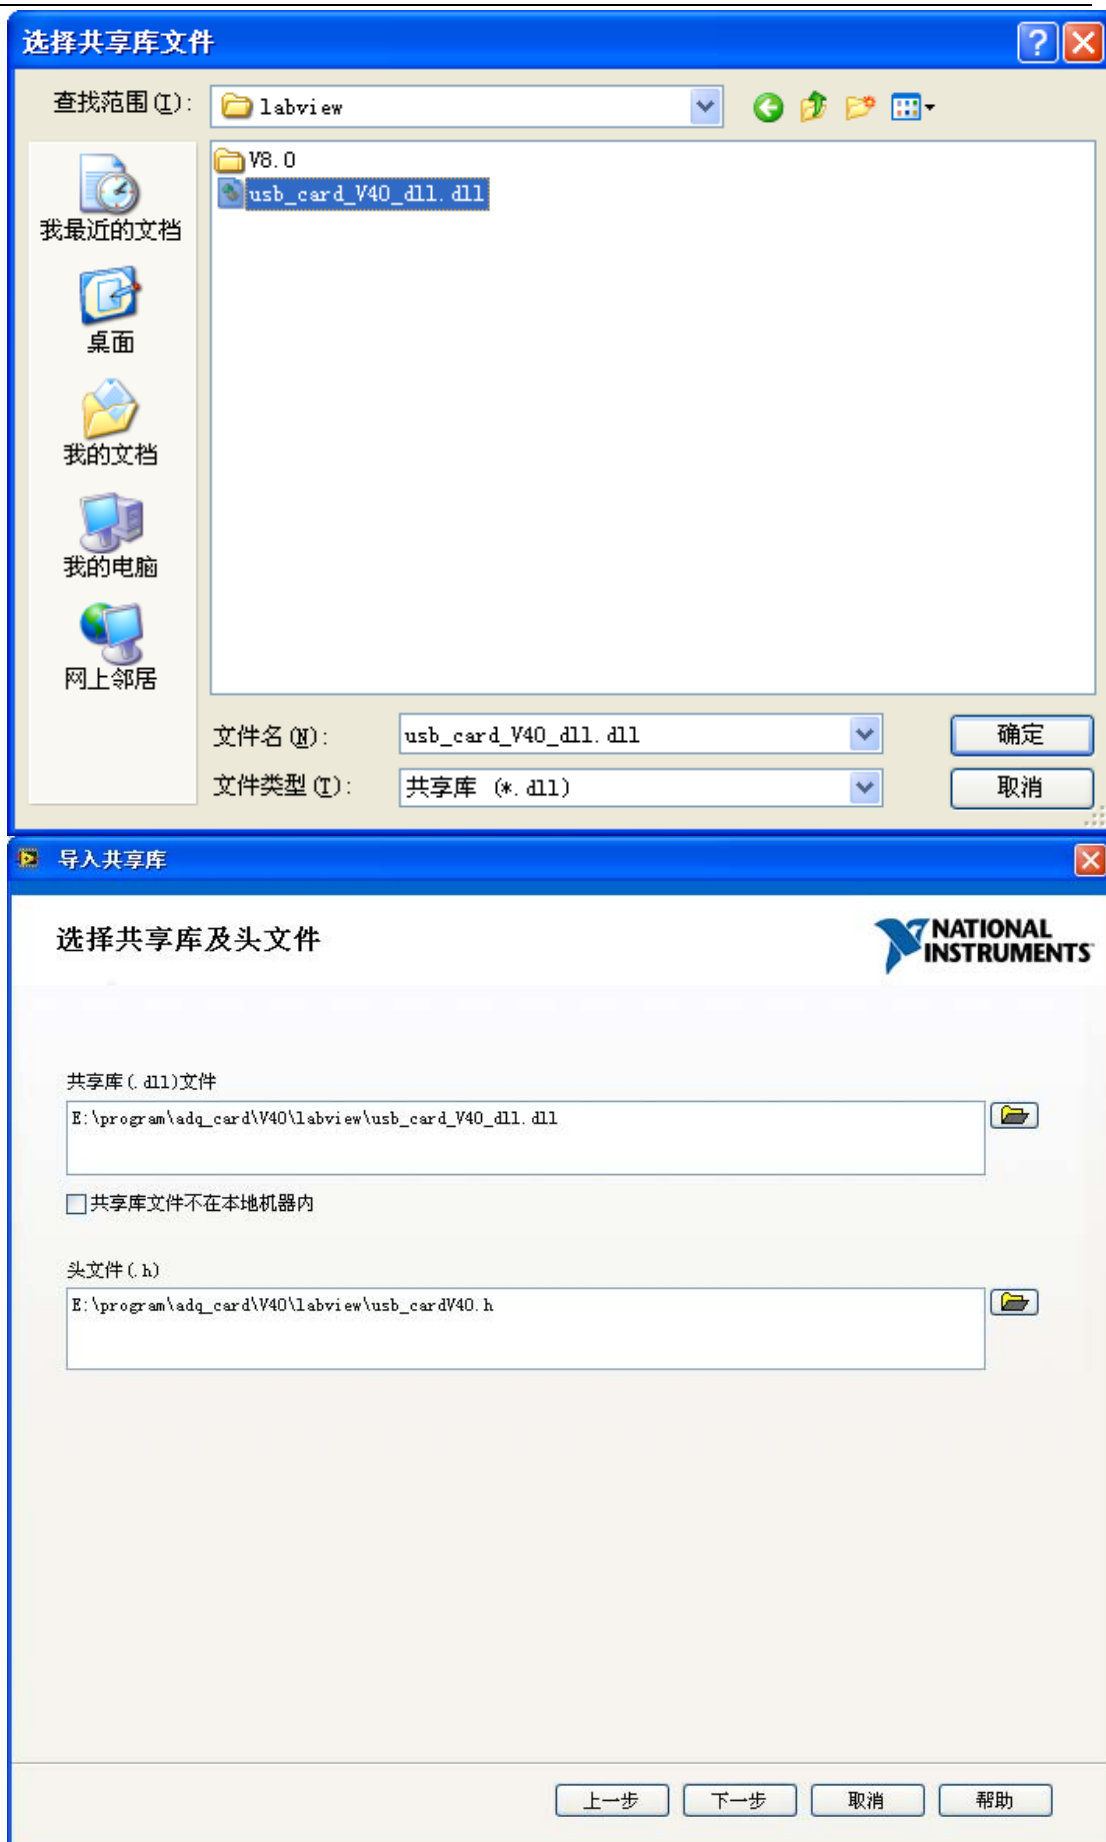 选择共享库文件
查找范围(I):
labview
V8.0
usb_card_V40_dll.dll
我最近的文档
桌面
我的文档
我的电脑
网上邻居
文件名(N):
usb_card_V40_dll.dll
确定
文件类型(T):
共享库 (*.dll)
取消
导入共享库
选择共享库及头文件
NATIONAL
INSTRUMENTS
共享库(.dll)文件
E:\program\adq_card\V40\labview\usb_card_V40_dll.dll
共享库文件不在本地机器内
头文件(.h)
E:\program\adq_card\V40\labview\usb_cardV40.h
上一步
下一步
取消
帮助